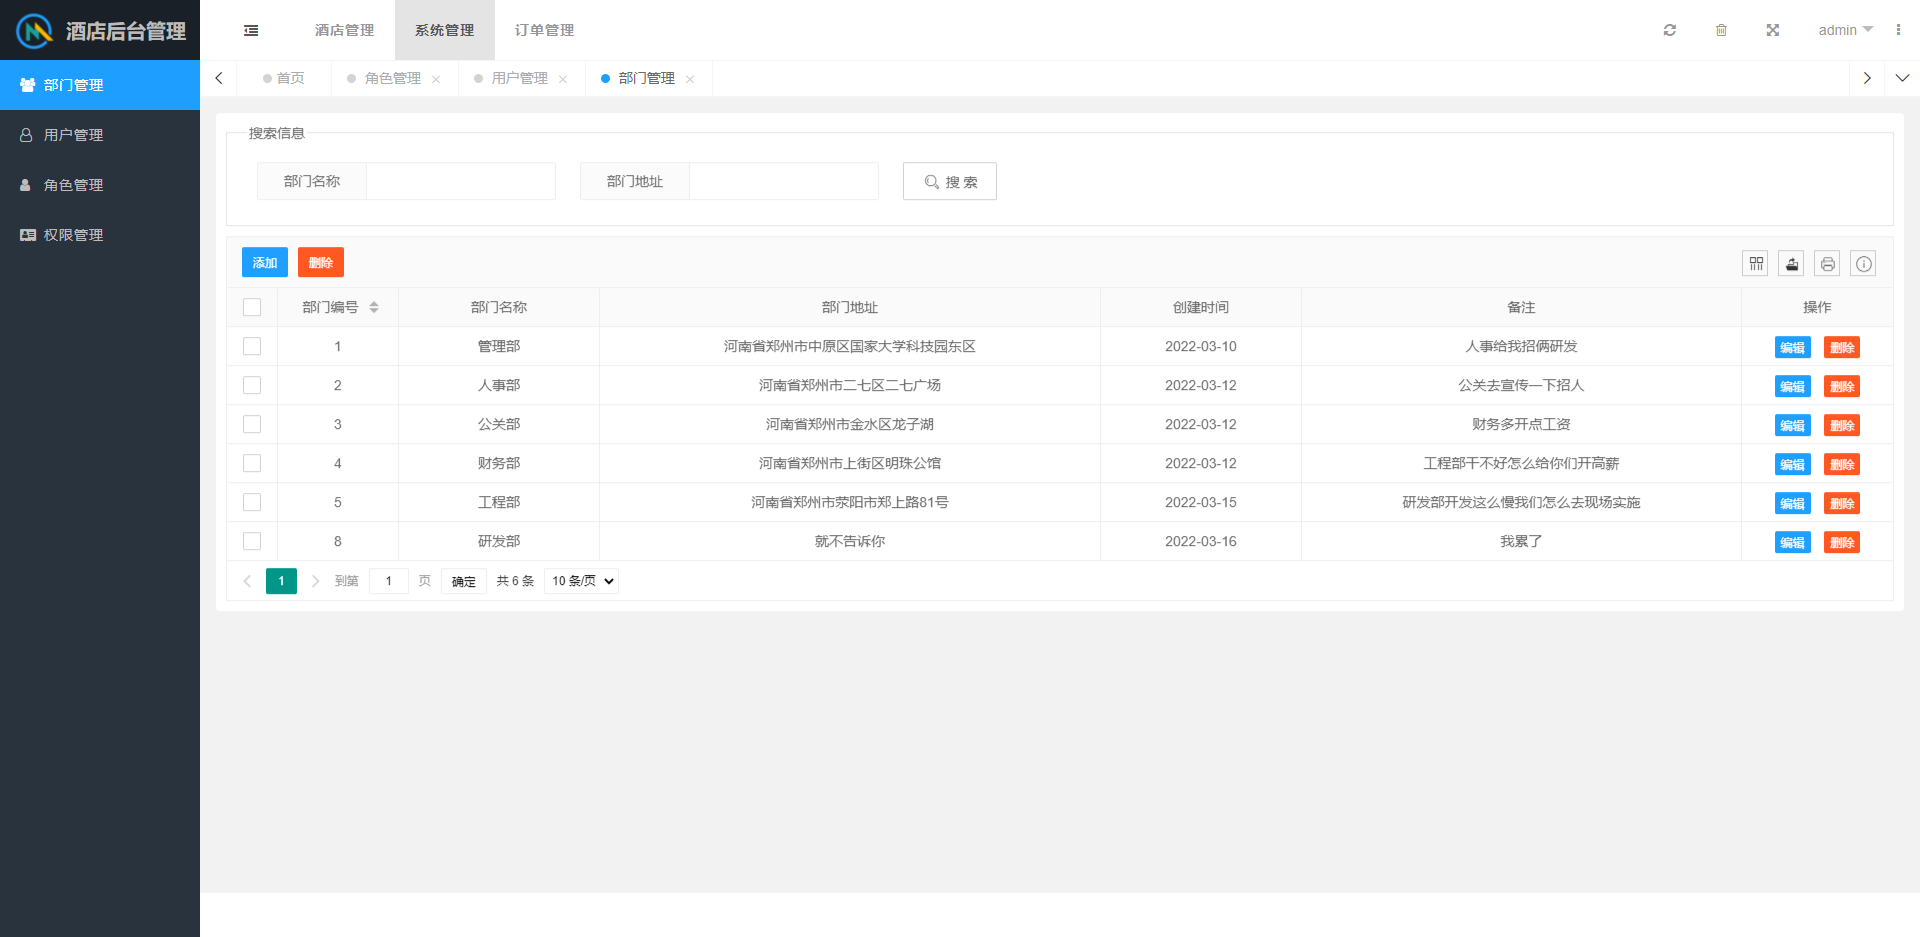 酒店后台管理
酒店管理 系统管理 订单管理 admin
首页 角色管理 用户管理 部门管理
部门管理
用户管理
角色管理
权限管理
搜索信息
部门名称 部门地址 搜 索
添加 删除
部门编号 部门名称 部门地址 创建时间 备注 操作
1 管理部 河南省郑州市中原区国家大学科技园东区 2022-03-10 人事给我招俩研发 编辑 删除
2 人事部 河南省郑州市二七区二七广场 2022-03-12 公关去宣传一下招人 编辑 删除
3 公关部 河南省郑州市金水区龙子湖 2022-03-12 财务多开点工资 编辑 删除
4 财务部 河南省郑州市上街区明珠公馆 2022-03-12 工程部干不好怎么给你们开高薪 编辑 删除
5 工程部 河南省郑州市荥阳市郑上路81号 2022-03-15 研发部开发这么慢我们怎么去现场实施 编辑 删除
8 研发部 就不告诉你 2022-03-16 我累了 编辑 删除
1 到第 1 页 确定 共 6 条 10 条/页